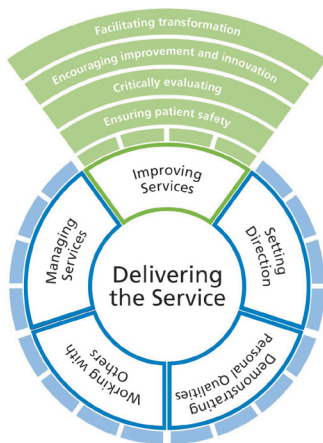 Facilitating transformation
Encouraging improvement and innovation
Critically evaluating
Ensuring patient safety
Improving
Services
Setting
Direction
Demonstrating
Personal Qualities
Working with
Others
Managing
Services
Delivering
the Service